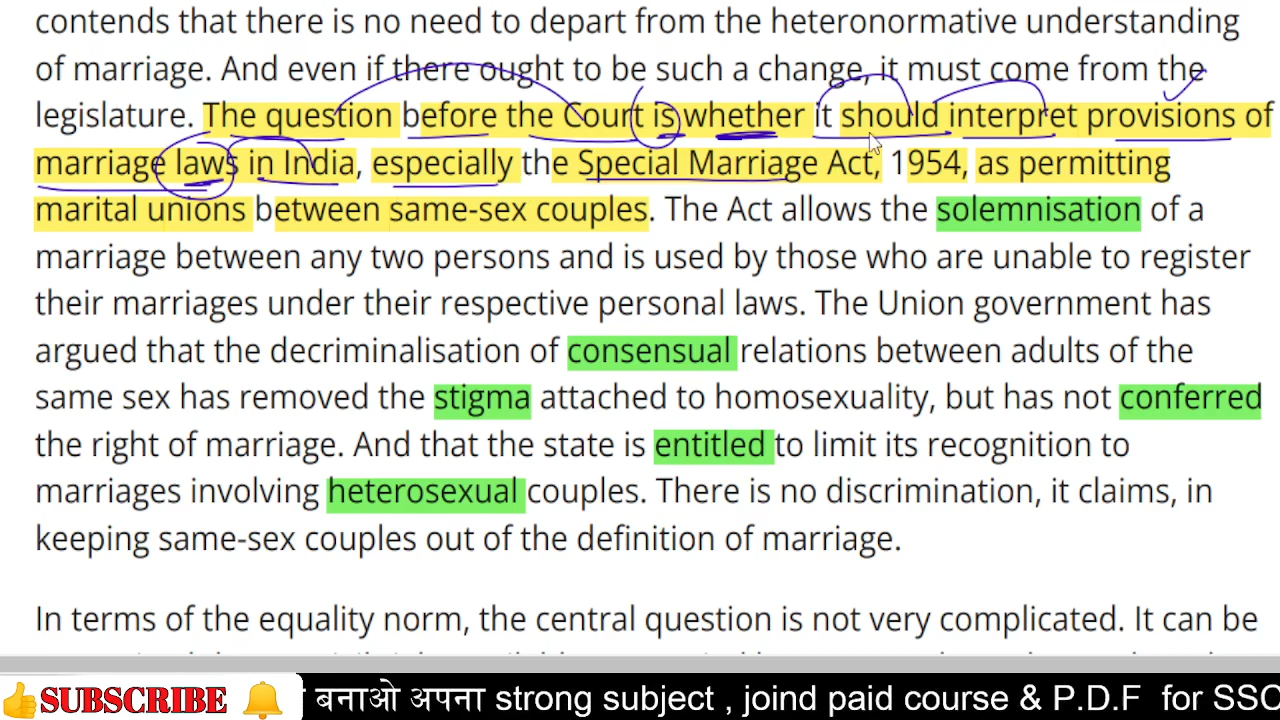 contends that there is no need to depart from the heteronormative understanding
of marriage. And even if there ought to be such a change, it must come from the
legislature. The question before the Court is whether it should interpret provisions of
marriage laws in India, especially the Special Marriage Act, 1954, as permitting
marital unions between same-sex couples. The Act allows the solemnisation of a
marriage between any two persons and is used by those who are unable to register
their marriages under their respective personal laws. The Union government has
argued that the decriminalisation of consensual relations between adults of the
same sex has removed the stigma attached to homosexuality, but has not conferred
the right of marriage. And that the state is entitled to limit its recognition to
marriages involving heterosexual couples. There is no discrimination, it claims, in
keeping same-sex couples out of the definition of marriage.
In terms of the equality norm, the central question is not very complicated. It can be
SUBSCRIBE बनाओ अपना strong subject , joind paid course & P.D.F for SSC